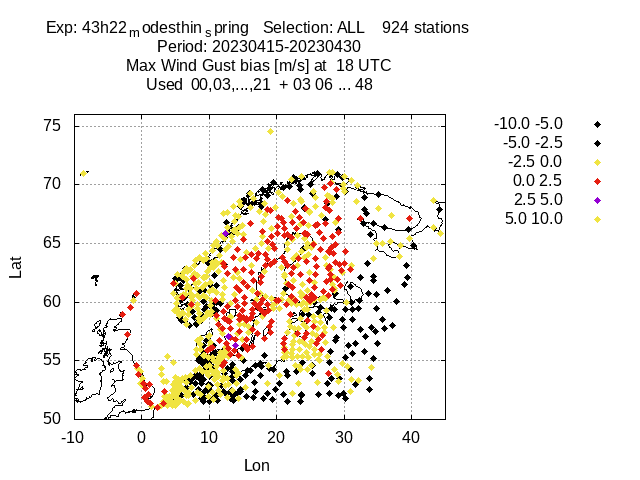 Exp: 43h22modesthinspring   Selection: ALL    924 stations
Period: 20230415-20230430
Max Wind Gust bias [m/s] at  18 UTC
Used  00,03,...,21  + 03 06 ... 48
-10.0 -5.0
-5.0 -2.5
-2.5 0.0
0.0 2.5
2.5 5.0
5.0 10.0
75
70
65
60
55
50
Lat
-10 0 10 20 30 40
Lon